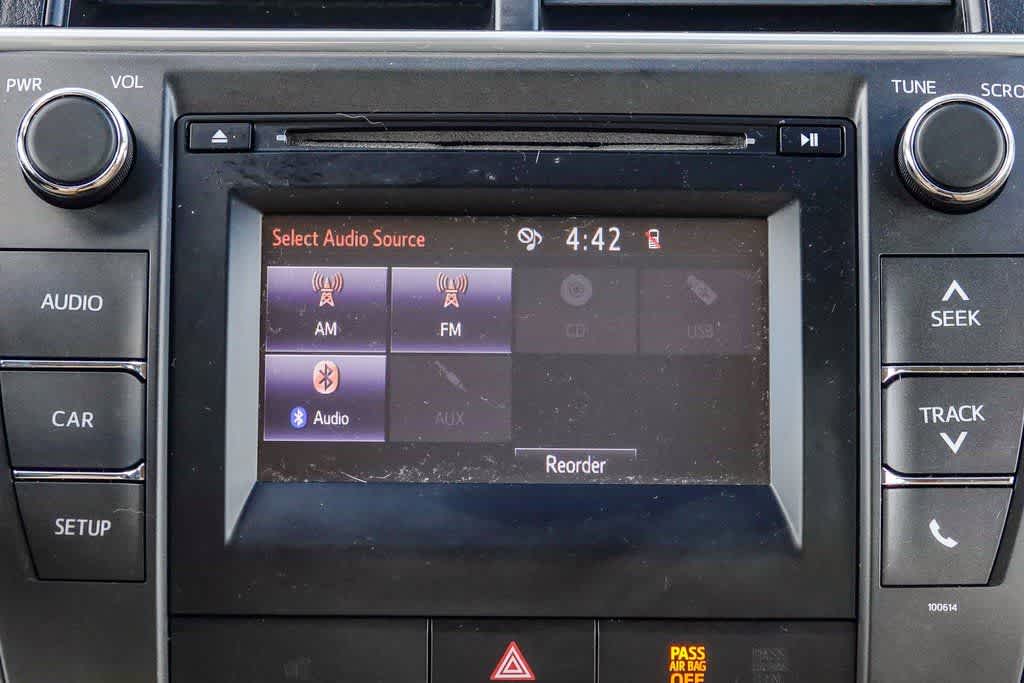 PWR VOL TUNE SCRO
Select Audio Source 4:42
AM FM CD USB
Audio AUX
Reorder
AUDIO
CAR
SETUP
SEEK
TRACK
100614
PASS
AIR BAG
OFF
PASS